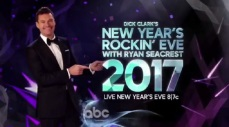 DICK CLARK'S
NEW YEAR'S
ROCKIN' EVE
WITH RYAN SEACREST
2017
LIVE NEW YEAR'S EVE 8|7c
abc